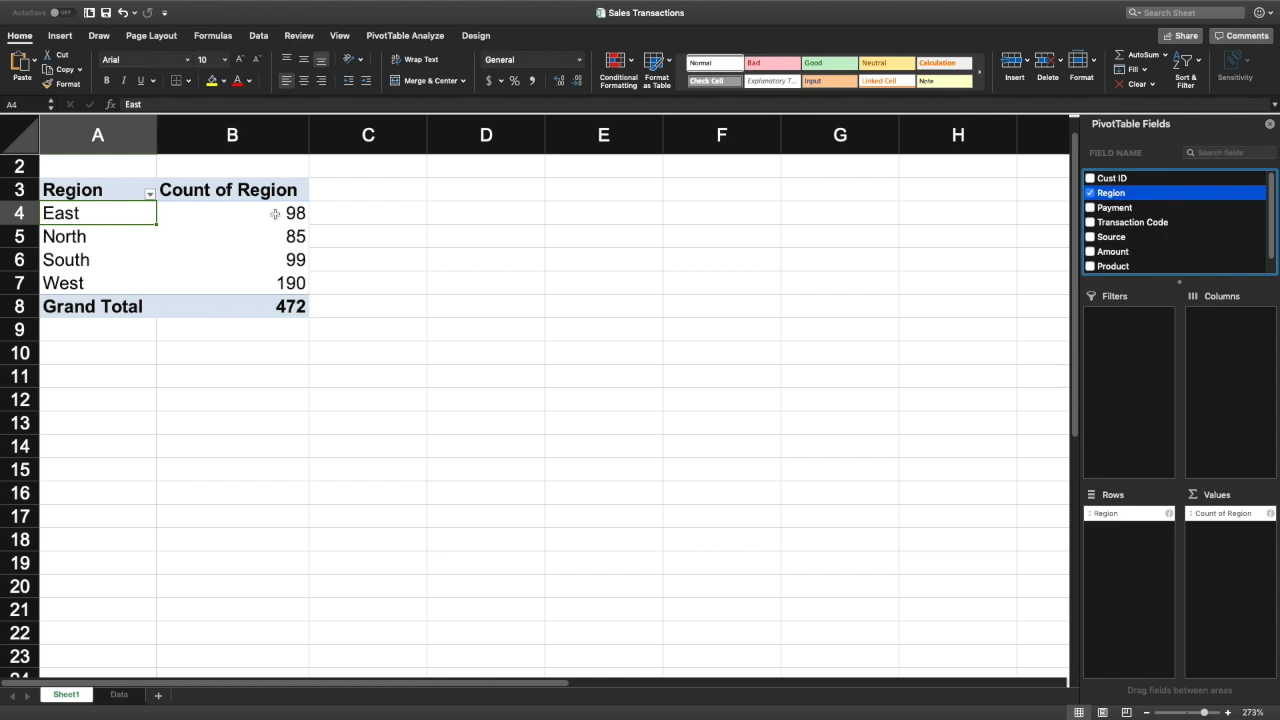 AutoSave OFF
Sales Transactions
Search Sheet
Home Insert Draw Page Layout Formulas Data Review View PivotTable Analyze Design
Share Comments
Paste
Cut
Copy
Format
Arial 10
B I U
A
Wrap Text
Merge & Center
General
$ % ,
Conditional Formatting
Format as Table
Normal Bad Good Neutral Calculation
Check Cell Explanatory T... Input Linked Cell Note
Insert Delete Format
AutoSum
Fill
Clear
Sort & Filter
Sensitivity
A4 fx East
A B C D E F G H
2
3 Region Count of Region
4 East 98
5 North 85
6 South 99
7 West 190
8 Grand Total 472
9
10
11
12
13
14
15
16
17
18
19
20
21
22
23
24
PivotTable Fields
FIELD NAME Search fields
Cust ID
Region
Payment
Transaction Code
Source
Amount
Product
Filters Columns
Rows Values
Region Count of Region
Drag fields between areas
Sheet1 Data
273%